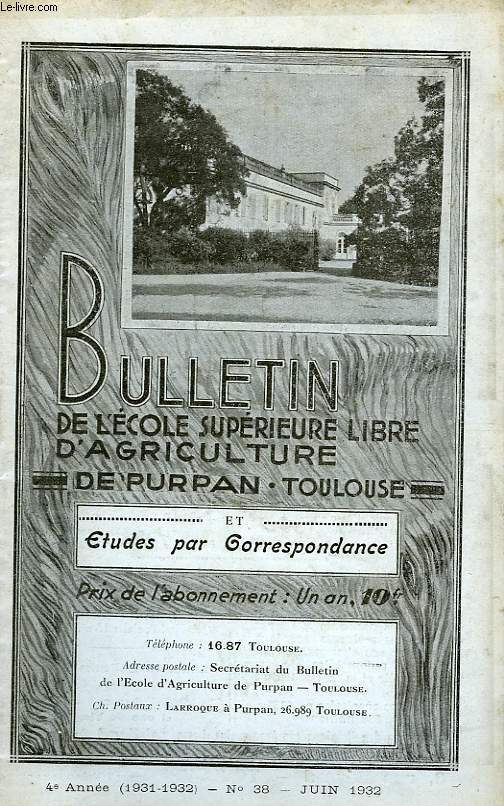 Le-livre.com
BULLETIN
DE L'ÉCOLE SUPÉRIEURE LIBRE
D'AGRICULTURE
DE PURPAN • TOULOUSE
ET
Etudes par Correspondance
Prix de l'abonnement : Un an, 10 fr
Téléphone : 16.87 TOULOUSE.
Adresse postale : Secrétariat du Bulletin
de l'Ecole d'Agriculture de Purpan — TOULOUSE.
Ch. Postaux : LARROQUE à Purpan, 26.989 TOULOUSE.
4e Année (1931-1932) — No 38 — JUIN 1932